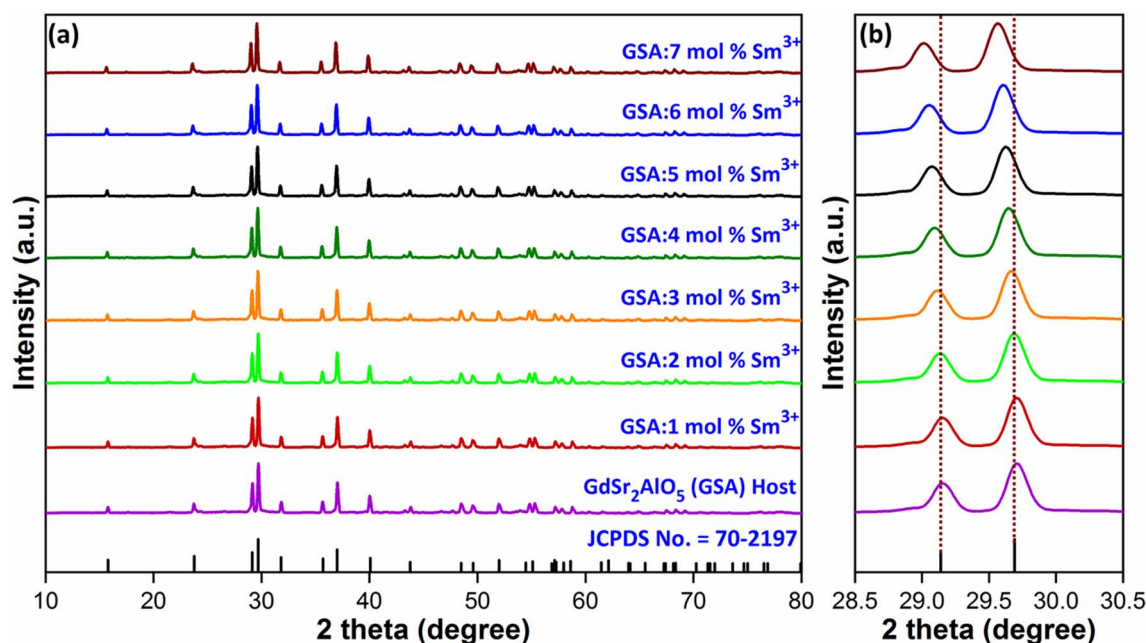 (a)
GSA:7 mol % Sm³⁺
GSA:6 mol % Sm³⁺
GSA:5 mol % Sm³⁺
GSA:4 mol % Sm³⁺
GSA:3 mol % Sm³⁺
GSA:2 mol % Sm³⁺
GSA:1 mol % Sm³⁺
GdSr₂AlO₅ (GSA) Host
JCPDS No. = 70-2197
Intensity (a.u.)
10 20 30 40 50 60 70 80
2 theta (degree)
(b)
Intensity (a.u.)
28.5 29.0 29.5 30.0 30.5
2 theta (degree)